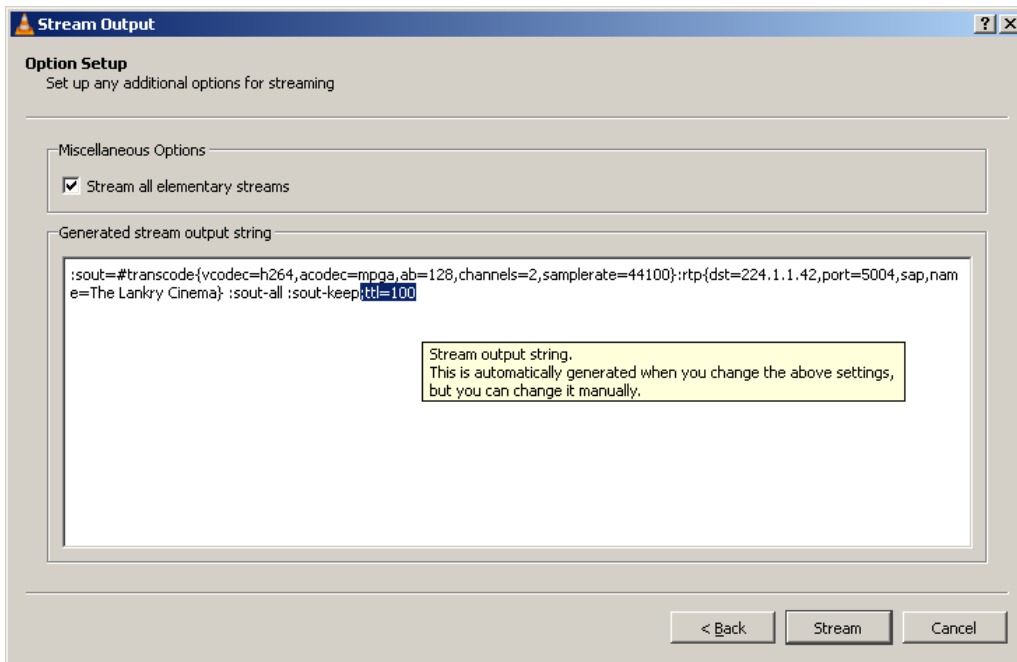 Stream Output
Option Setup
Set up any additional options for streaming
Miscellaneous Options
Stream all elementary streams
Generated stream output string
:sout=#transcode{vcodec=h264,acodec=mpga,ab=128,channels=2,samplerate=44100}:rtp{dst=224.1.1.42,port=5004,sap,nam
e=The Lankry Cinema} :sout-all :sout-keep:ttl=100
Stream output string.
This is automatically generated when you change the above settings,
but you can change it manually.
< Back
Stream
Cancel